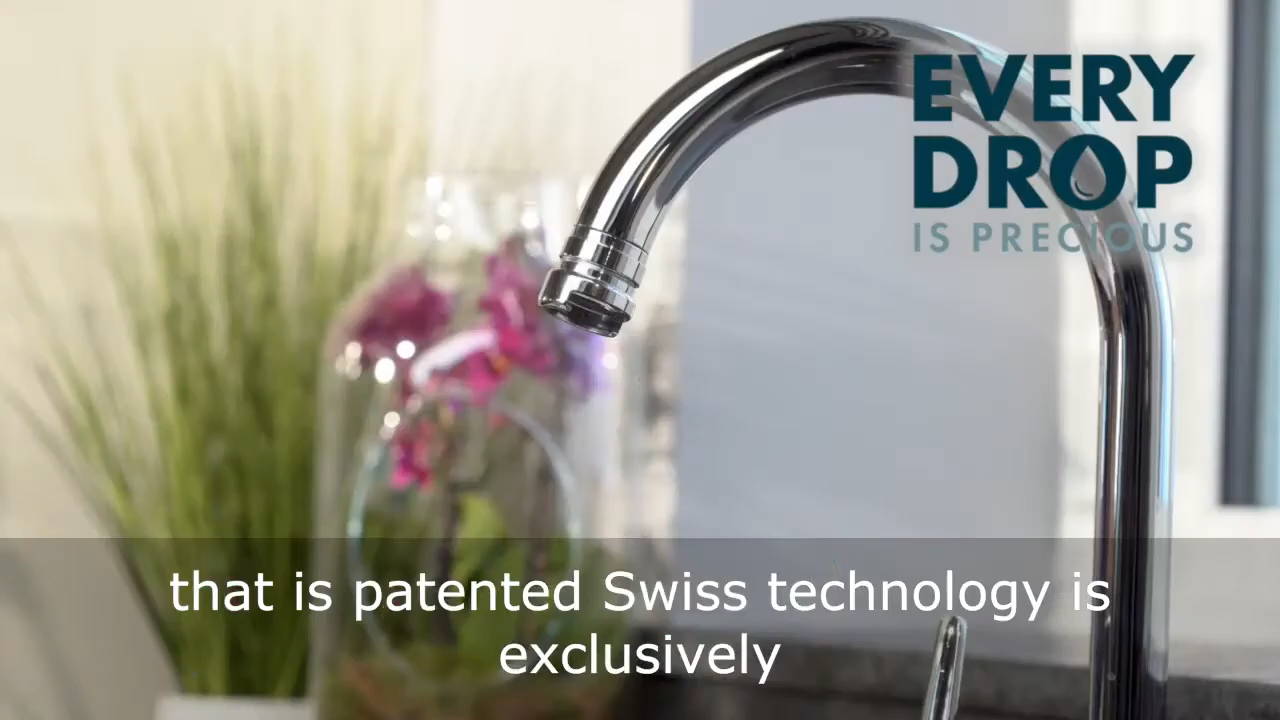 EVERY
DROP
IS PRECIOUS
that is patented Swiss technology is
exclusively